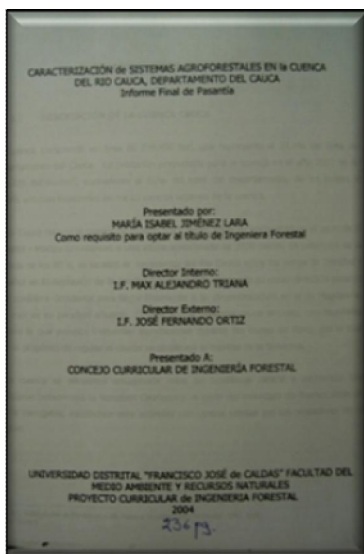 CARACTERIZACIÓN de SISTEMAS AGROFORESTALES EN la CUENCA
DEL RIO CAUCA, DEPARTAMENTO DEL CAUCA
Informe Final de Pasantía
Presentado por:
MARÍA ISABEL JIMÉNEZ LARA
Como requisito para optar al título de Ingeniera Forestal
Director Interno:
I.F. MAX ALEJANDRO TRIANA
Director Externo:
I.F. JOSÉ FERNANDO ORTIZ
Presentado A:
CONCEJO CURRICULAR DE INGENIERÍA FORESTAL
UNIVERSIDAD DISTRITAL "FRANCISCO JOSÉ de CALDAS" FACULTAD DEL
MEDIO AMBIENTE Y RECURSOS NATURALES
PROYECTO CURRICULAR de INGENIERIA FORESTAL
2004
236 pg.